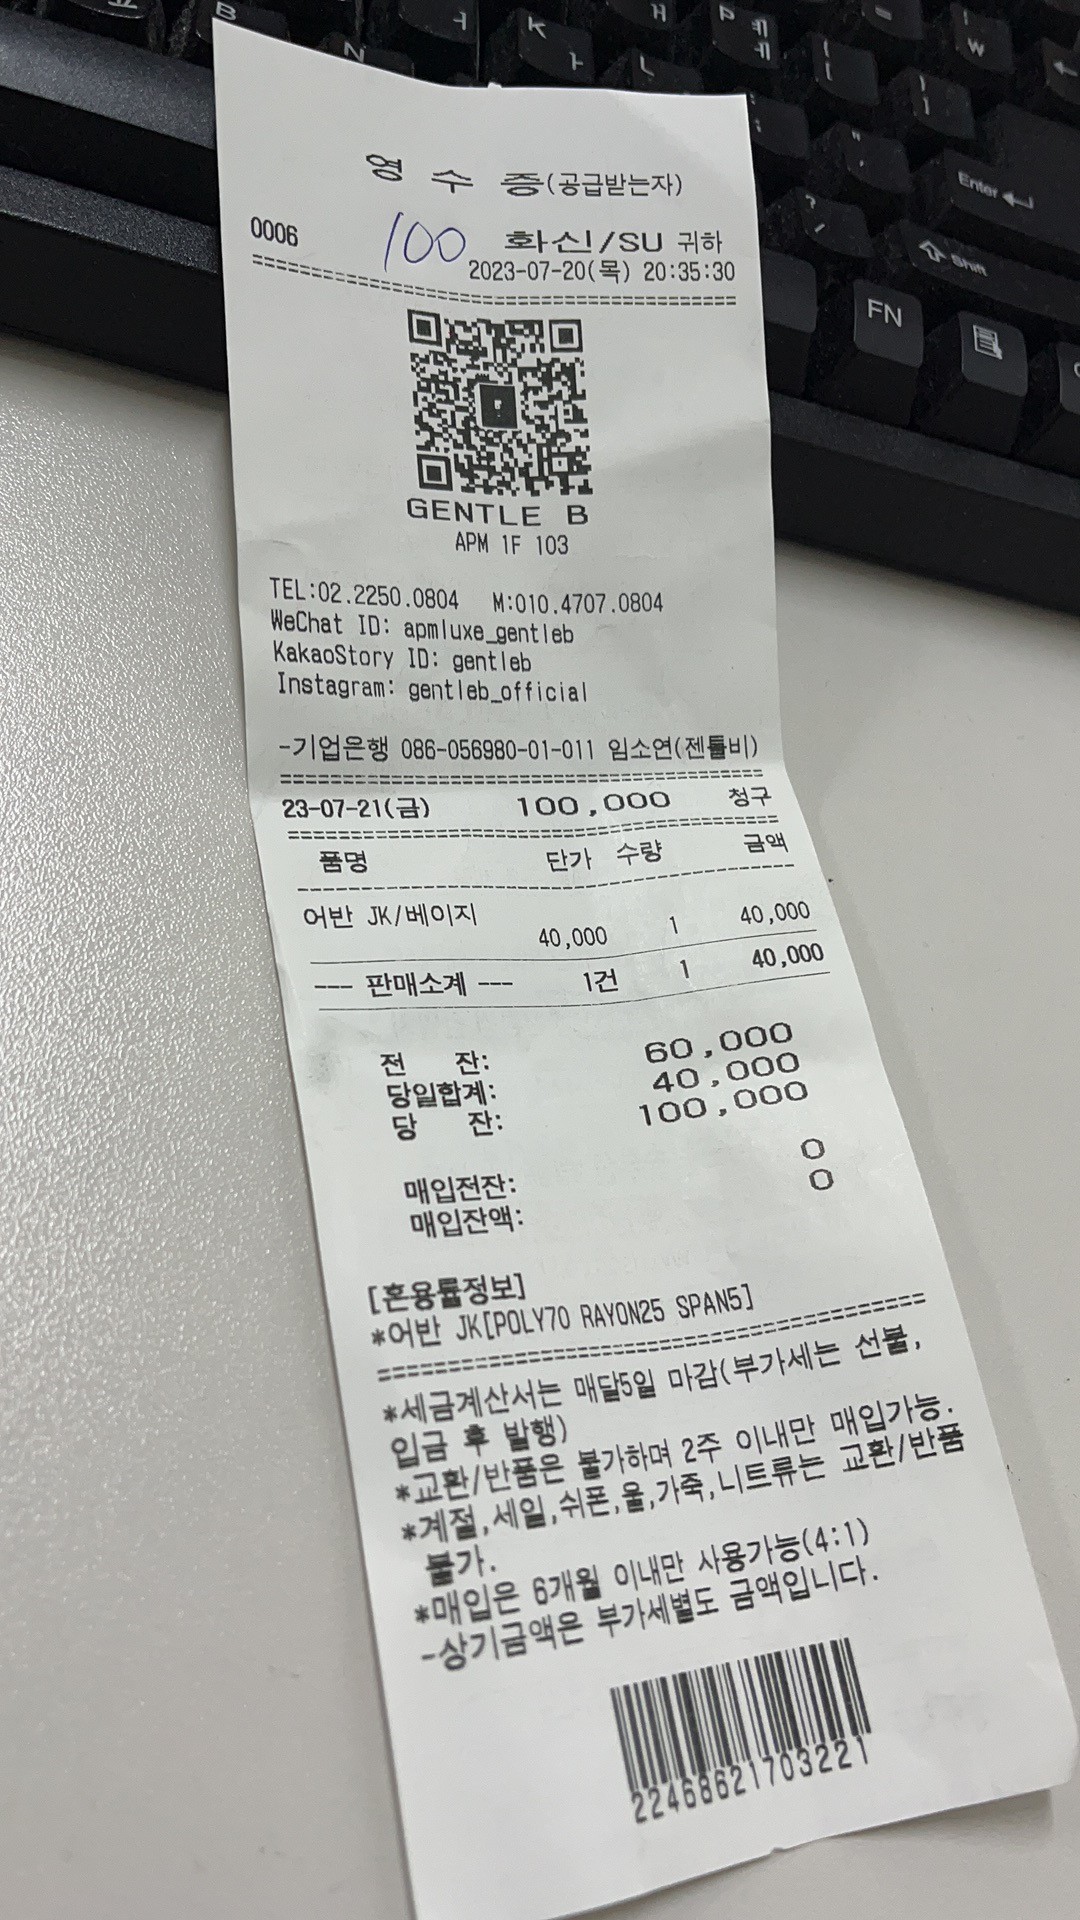 영 수 증(공급받는자)
0006 100 화신/SU 귀하
2023-07-20(목) 20:35:30
GENTLE B
APM 1F 103
TEL:02.2250.0804 M:010.4707.0804
WeChat ID: apmluxe_gentleb
KakaoStory ID: gentleb
Instagram: gentleb_official
-기업은행 086-056980-01-011 임소연(젠틀비)
23-07-21(금) 100,000 청구
품명 단가 수량 금액
어반 JK/베이지
40,000 1 40,000
--- 판매소계 --- 1건 1 40,000
전 잔: 60,000
당일합계: 40,000
당 잔: 100,000
매입전잔: 0
매입잔액: 0
[혼용률정보]
*어반 JK[POLY70 RAYON25 SPAN5]
*세금계산서는 매달5일 마감(부가세는 선불,
입금 후 발행)
*교환/반품은 불가하며 2주 이내만 매입가능.
*계절,세일,쉬폰,울,가죽,니트류는 교환/반품
불가.
*매입은 6개월 이내만 사용가능(4:1)
-상기금액은 부가세별도 금액입니다.
22468621703221
B
N
ㅕ
K
ㅏ
ㅐ
L
P
ㅔ
ㅖ
{
[
}
]
|
W
:
;
"
'
?
/
Enter
Shift
FN